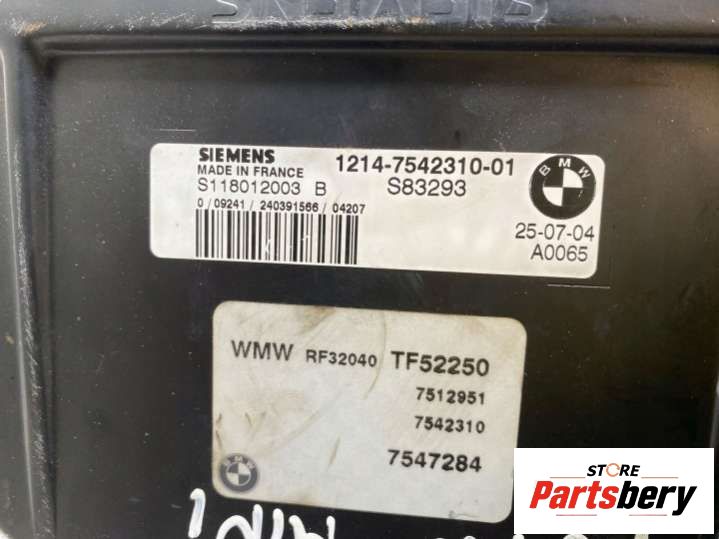 SIEMENS
SIEMENS
MADE IN FRANCE
1214-7542310-01
S118012003 B
S83293
BMW
0 / 09241 / 240391566 / 04207
25-07-04
A0065
WMW RF32040 TF52250
7512951
7542310
7547284
BMW
STORE
Partsbery